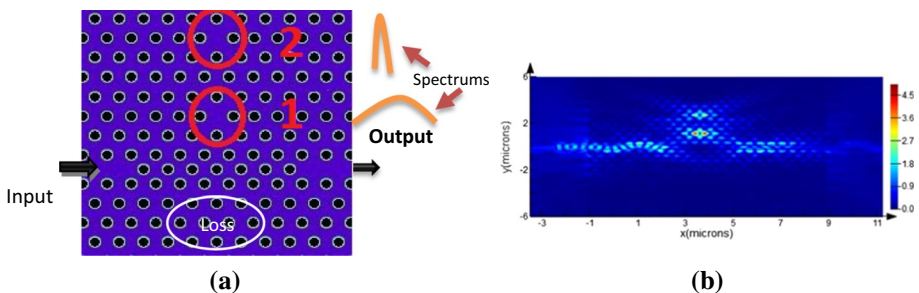 (a)
2
1
Spectrums
Output
Input
Loss
(b)
6
2
-2
-6
y(microns)
-3 -1 1 3 5 7 9 11
x(microns)
4.5
3.6
2.7
1.8
0.9
0.0